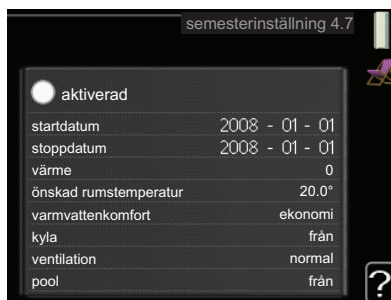 semesterinställning 4.7
aktiverad
startdatum 2008 - 01 - 01
stoppdatum 2008 - 01 - 01
värme 0
önskad rumstemperatur 20.0°
varmvattenkomfort ekonomi
kyla från
ventilation normal
pool från
?